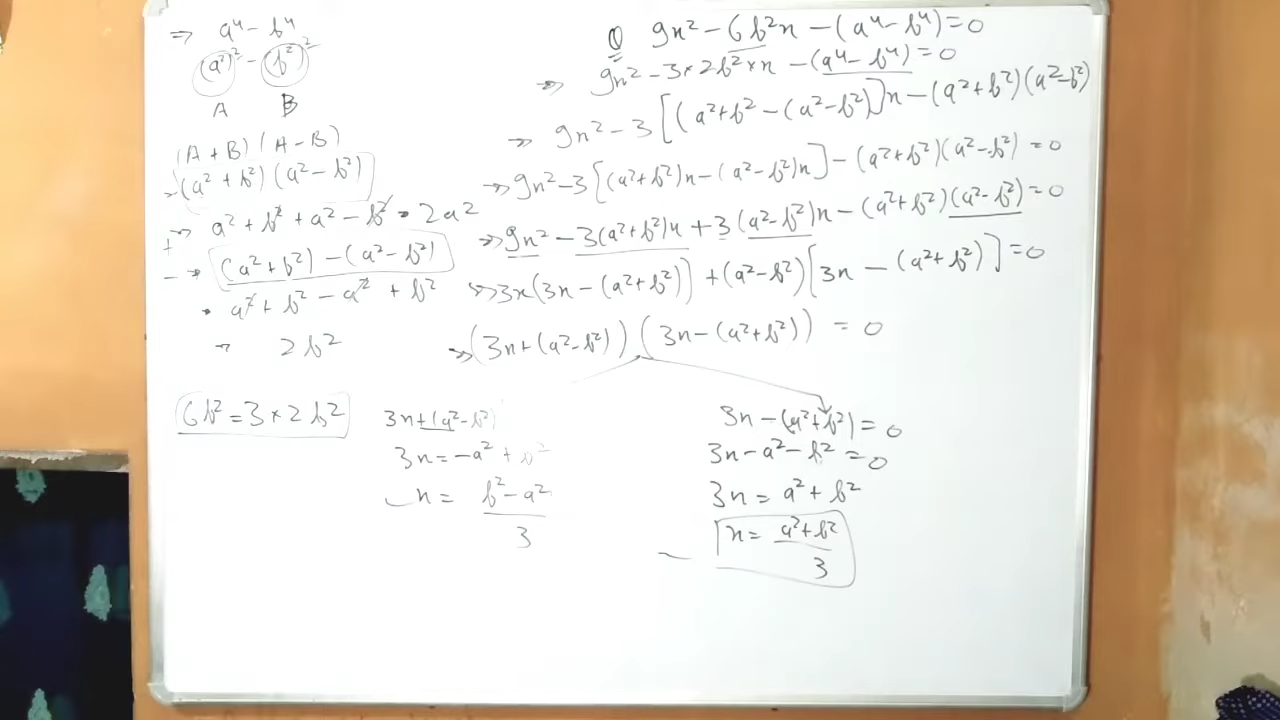 ⇒ a⁴ - b⁴
(a²)² - (b²)²
A B
(A + B) (A - B)
→ (a² + b²) (a² - b²)
+ → a² + b² + a² - b² = 2a²
- → (a² + b²) - (a² - b²)
• a² + b² - a² + b²
→ 2b²
6b² = 3 × 2b²
Q 9x² - 6b²x - (a⁴ - b⁴) = 0
⇒ 9x² - 3 × 2b² × x - (a⁴ - b⁴) = 0
⇒ 9x² - 3 [(a² + b² - (a² - b²)] x - (a² + b²) (a² - b²)
⇒ 9x² - 3 [(a² + b²)x - (a² - b²)x] - (a² + b²) (a² - b²) = 0
⇒ 9x² - 3(a² + b²)x + 3(a² - b²)x - (a² + b²) (a² - b²) = 0
⇒ 3x(3x - (a² + b²)) + (a² - b²) [3x - (a² + b²)] = 0
⇒ (3x + (a² - b²)) (3x - (a² + b²)) = 0
3x + (a² - b²)
3x = -a² + b²
x = b² - a² / 3
3x - (a² + b²) = 0
3x - a² - b² = 0
3x = a² + b²
x = a² + b² / 3